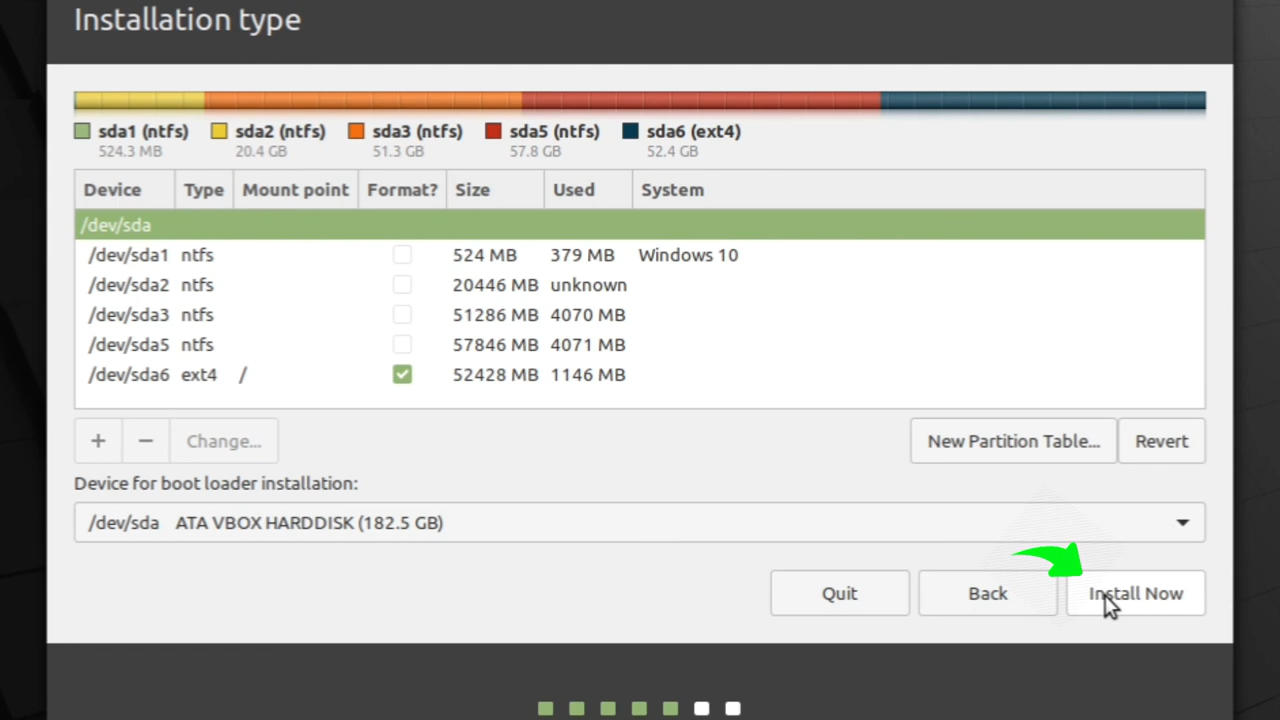 Installation type
sda1 (ntfs) sda2 (ntfs) sda3 (ntfs) sda5 (ntfs) sda6 (ext4)
524.3 MB 20.4 GB 51.3 GB 57.8 GB 52.4 GB
Device Type Mount point Format? Size Used System
/dev/sda
/dev/sda1 ntfs 524 MB 379 MB Windows 10
/dev/sda2 ntfs 20446 MB unknown
/dev/sda3 ntfs 51286 MB 4070 MB
/dev/sda5 ntfs 57846 MB 4071 MB
/dev/sda6 ext4 / 52428 MB 1146 MB
+ − Change... New Partition Table... Revert
Device for boot loader installation:
/dev/sda ATA VBOX HARDDISK (182.5 GB)
Quit Back Install Now